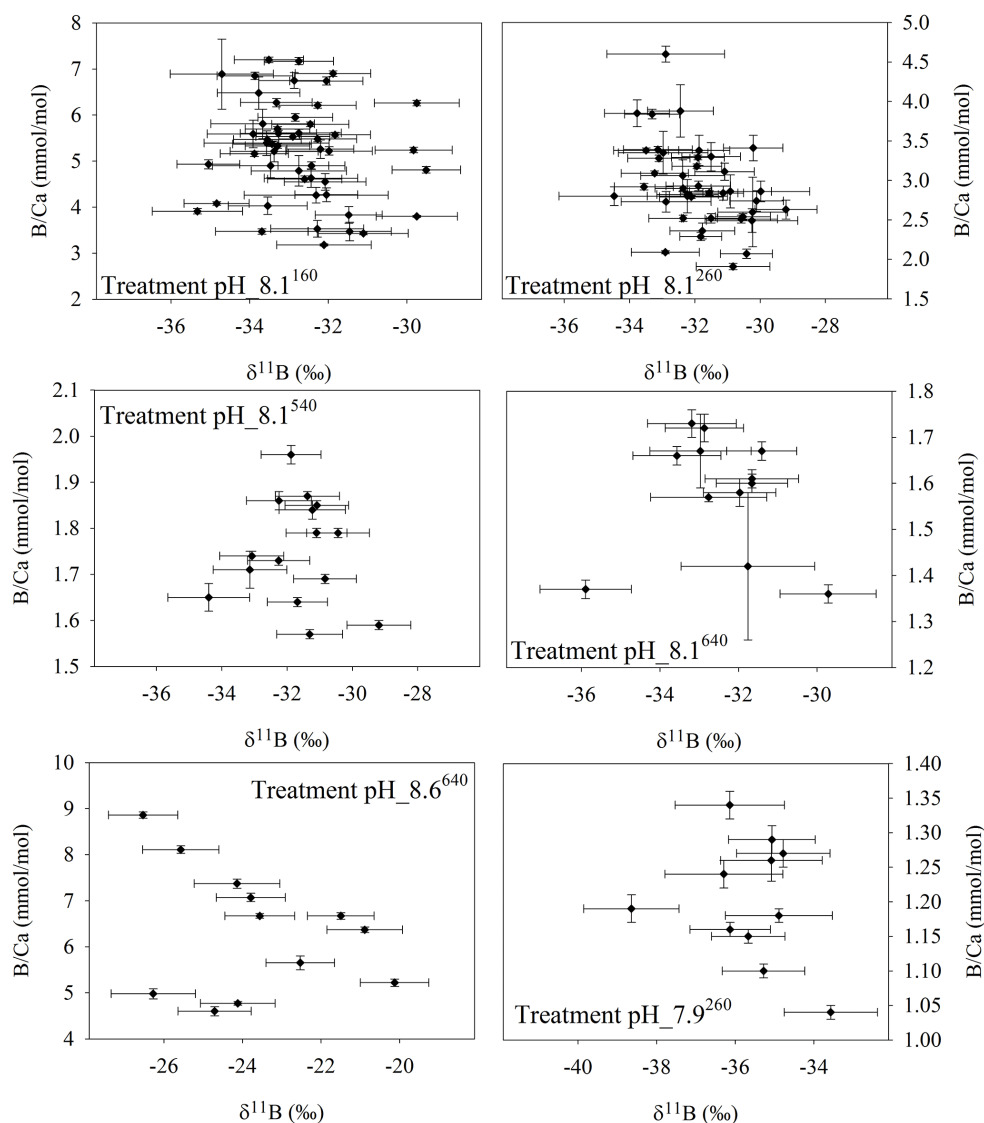 8
7
6
5
4
3
2
B/Ca (mmol/mol)
Treatment pH_8.1¹⁶⁰
-36 -34 -32 -30
δ¹¹B (‰)
5.0
4.5
4.0
3.5
3.0
2.5
2.0
1.5
B/Ca (mmol/mol)
Treatment pH_8.1²⁶⁰
-36 -34 -32 -30 -28
δ¹¹B (‰)
2.1
2.0
1.9
1.8
1.7
1.6
1.5
B/Ca (mmol/mol)
Treatment pH_8.1⁵⁴⁰
-36 -34 -32 -30 -28
δ¹¹B (‰)
1.8
1.7
1.6
1.5
1.4
1.3
1.2
B/Ca (mmol/mol)
Treatment pH_8.1⁶⁴⁰
-36 -34 -32 -30
δ¹¹B (‰)
10
9
8
7
6
5
4
B/Ca (mmol/mol)
Treatment pH_8.6⁶⁴⁰
-26 -24 -22 -20
δ¹¹B (‰)
1.40
1.35
1.30
1.25
1.20
1.15
1.10
1.05
1.00
B/Ca (mmol/mol)
Treatment pH_7.9²⁶⁰
-40 -38 -36 -34
δ¹¹B (‰)